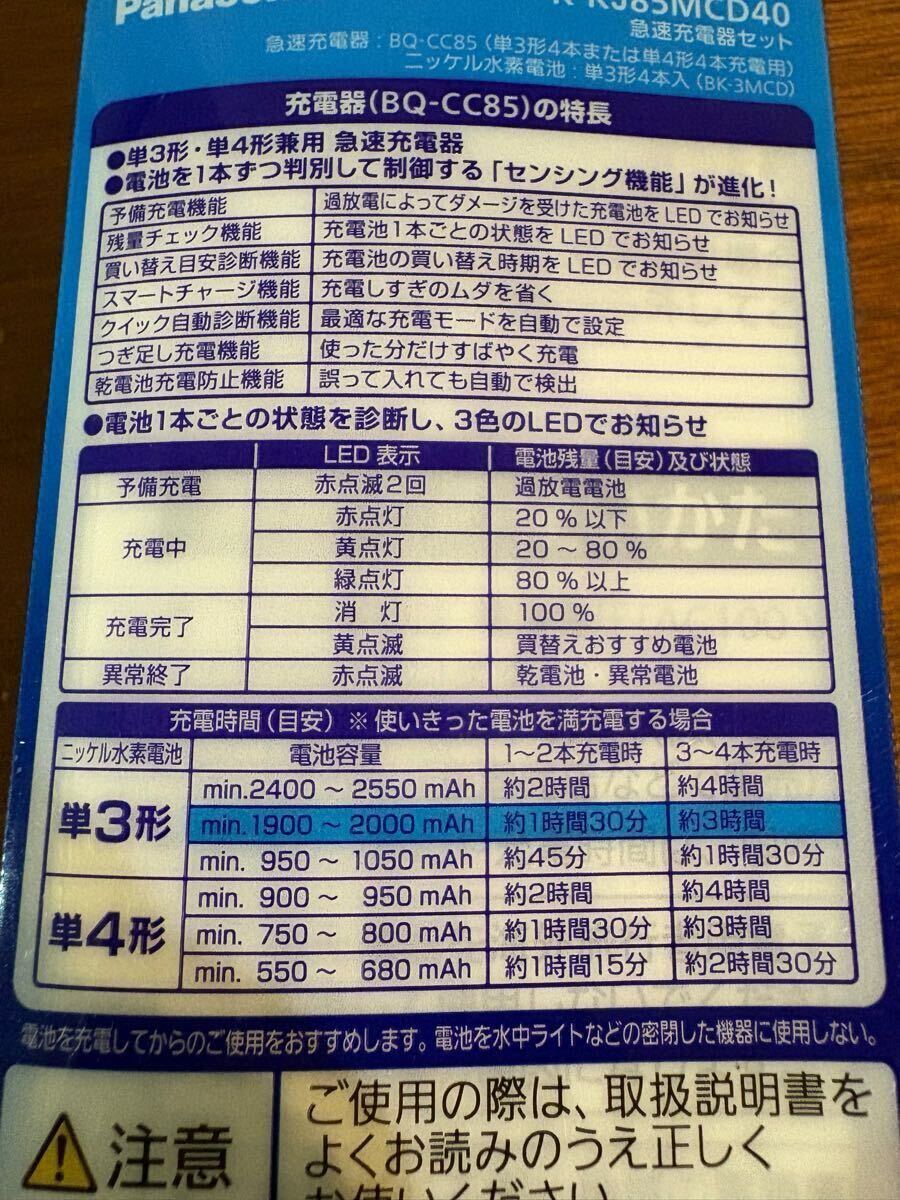 Panasonic
K-KJ85MCD40
急速充電器セット
急速充電器：BQ-CC85（単3形4本または単4形4本充電用）
ニッケル水素電池：単3形4本入（BK-3MCD）
充電器（BQ-CC85）の特長
●単3形・単4形兼用 急速充電器
●電池を1本ずつ判別して制御する「センシング機能」が進化！
予備充電機能 過放電によってダメージを受けた充電池をLEDでお知らせ
残量チェック機能 充電池1本ごとの状態をLEDでお知らせ
買い替え目安診断機能 充電池の買い替え時期をLEDでお知らせ
スマートチャージ機能 充電しすぎのムダを省く
クイック自動診断機能 最適な充電モードを自動で設定
つぎ足し充電機能 使った分だけすばやく充電
乾電池充電防止機能 誤って入れても自動で検出
●電池1本ごとの状態を診断し、3色のLEDでお知らせ
LED 表示 電池残量（目安）及び状態
予備充電 赤点滅2回 過放電電池
充電中 赤点灯 20％以下
黄点灯 20～80％
緑点灯 80％以上
充電完了 消 灯 100％
黄点滅 買替えおすすめ電池
異常終了 赤点滅 乾電池・異常電池
充電時間（目安）※使いきった電池を満充電する場合
ニッケル水素電池 電池容量 1～2本充電時 3～4本充電時
単3形 min.2400～2550 mAh 約2時間 約4時間
min.1900～2000 mAh 約1時間30分 約3時間
min. 950～1050 mAh 約45分 約1時間30分
単4形 min. 900～950 mAh 約2時間 約4時間
min. 750～800 mAh 約1時間30分 約3時間
min. 550～680 mAh 約1時間15分 約2時間30分
電池を充電してからのご使用をおすすめします。電池を水中ライトなどの密閉した機器に使用しない。
注意
ご使用の際は、取扱説明書を
よくお読みのうえ正しく
お使いください